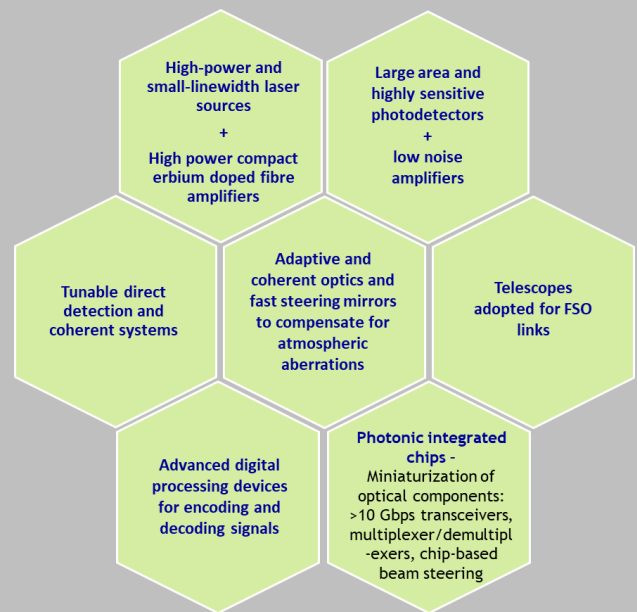 High-power and
small-linewidth laser
sources
+
High power compact
erbium doped fibre
amplifiers
Large area and
highly sensitive
photodetectors
+
low noise
amplifiers
Tunable direct
detection and
coherent systems
Adaptive and
coherent optics and
fast steering mirrors
to compensate for
atmospheric
aberrations
Telescopes
adopted for FSO
links
Advanced digital
processing devices
for encoding and
decoding signals
Photonic integrated
chips -
Miniaturization of
optical components:
>10 Gbps transceivers,
multiplexer/demultipl
-exers, chip-based
beam steering